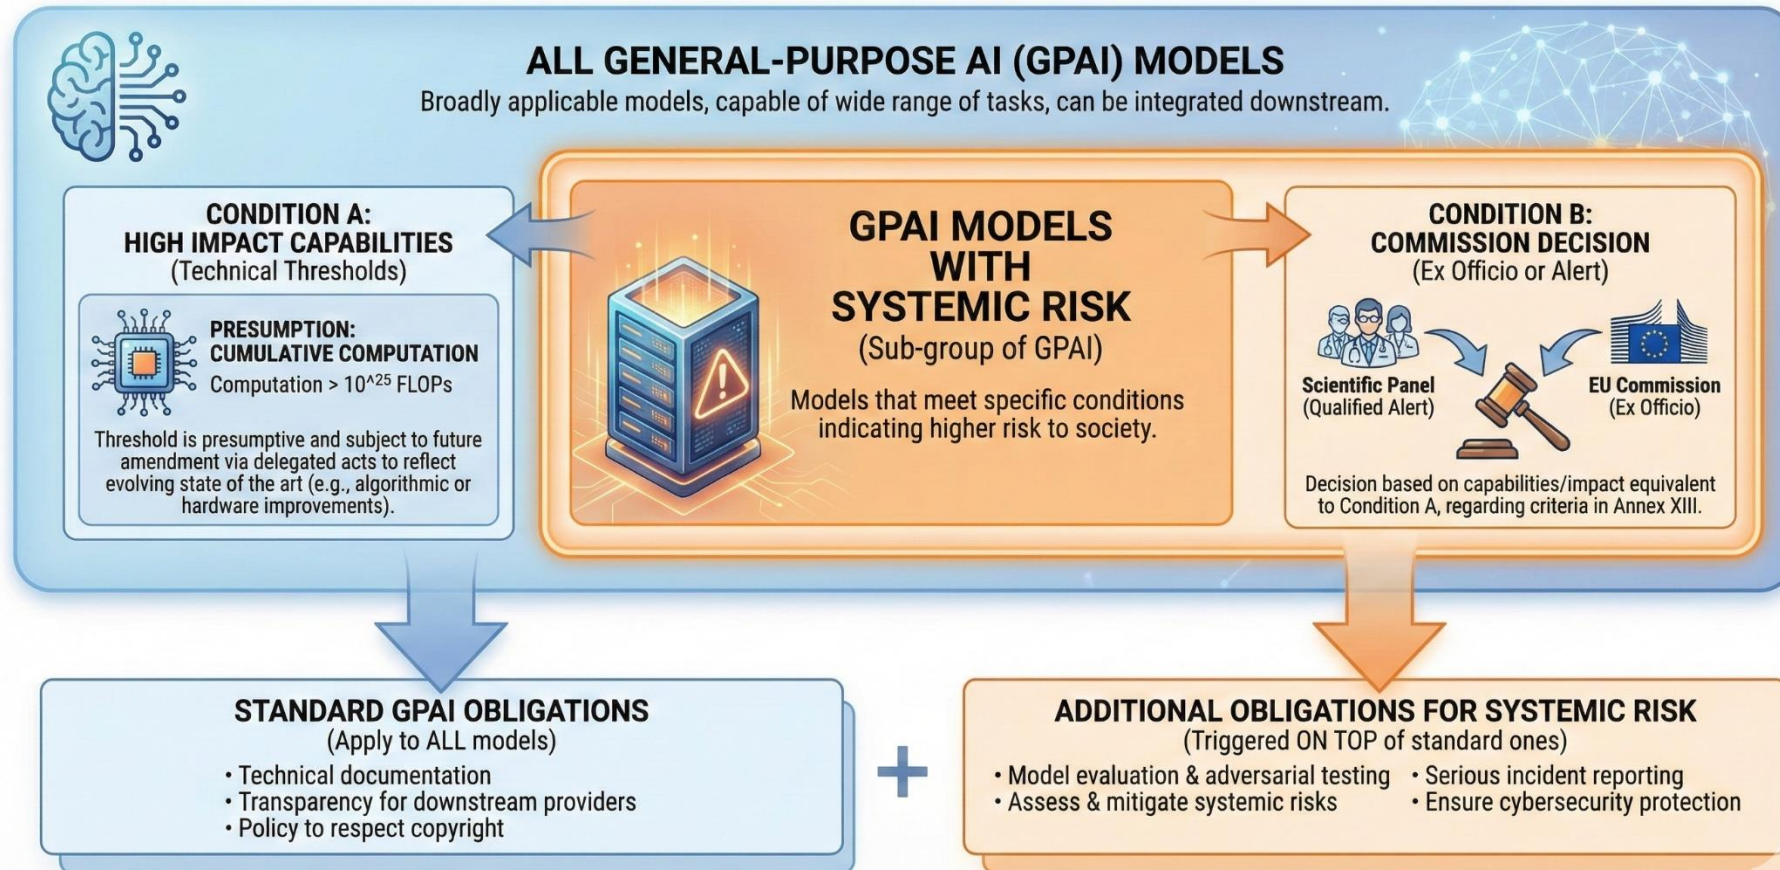 ALL GENERAL-PURPOSE AI (GPAI) MODELS
Broadly applicable models, capable of wide range of tasks, can be integrated downstream.
CONDITION A:
HIGH IMPACT CAPABILITIES
(Technical Thresholds)
PRESUMPTION:
CUMULATIVE COMPUTATION
Computation > 10^25 FLOPs
Threshold is presumptive and subject to future
amendment via delegated acts to reflect
evolving state of the art (e.g., algorithmic or
hardware improvements).
GPAI MODELS
WITH
SYSTEMIC RISK
(Sub-group of GPAI)
Models that meet specific conditions
indicating higher risk to society.
CONDITION B:
COMMISSION DECISION
(Ex Officio or Alert)
Scientific Panel
(Qualified Alert)
EU Commission
(Ex Officio)
Decision based on capabilities/impact equivalent
to Condition A, regarding criteria in Annex XIII.
STANDARD GPAI OBLIGATIONS
(Apply to ALL models)
• Technical documentation
• Transparency for downstream providers
• Policy to respect copyright
+
ADDITIONAL OBLIGATIONS FOR SYSTEMIC RISK
(Triggered ON TOP of standard ones)
• Model evaluation & adversarial testing
• Assess & mitigate systemic risks
• Serious incident reporting
• Ensure cybersecurity protection